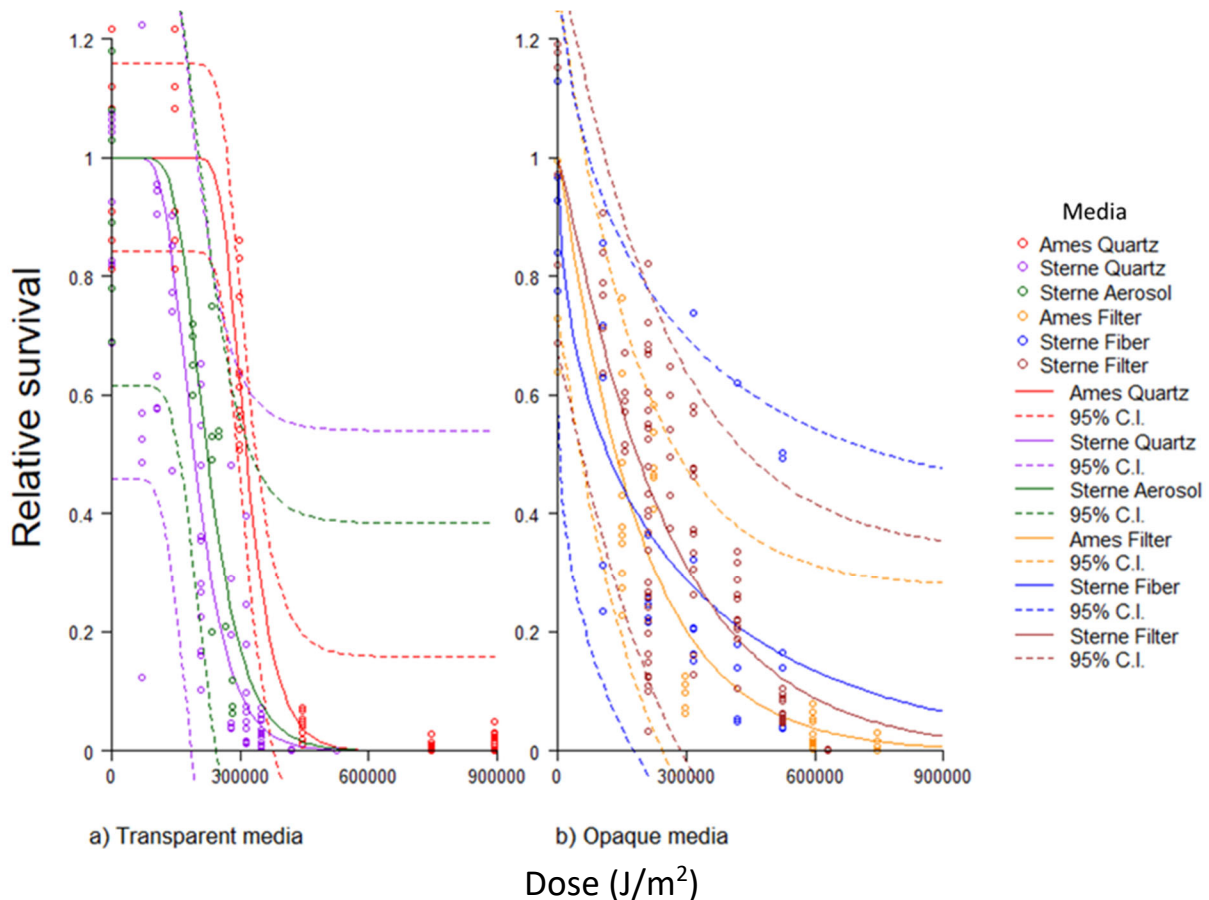 Relative survival
1.2
1
0.8
0.6
0.4
0.2
0
0 300000 600000 900000
a) Transparent media
1.2
1
0.8
0.6
0.4
0.2
0
0 300000 600000 900000
b) Opaque media
Dose (J/m²)
Media
Ames Quartz
Sterne Quartz
Sterne Aerosol
Ames Filter
Sterne Fiber
Sterne Filter
Ames Quartz
95% C.I.
Sterne Quartz
95% C.I.
Sterne Aerosol
95% C.I.
Ames Filter
95% C.I.
Sterne Fiber
95% C.I.
Sterne Filter
95% C.I.